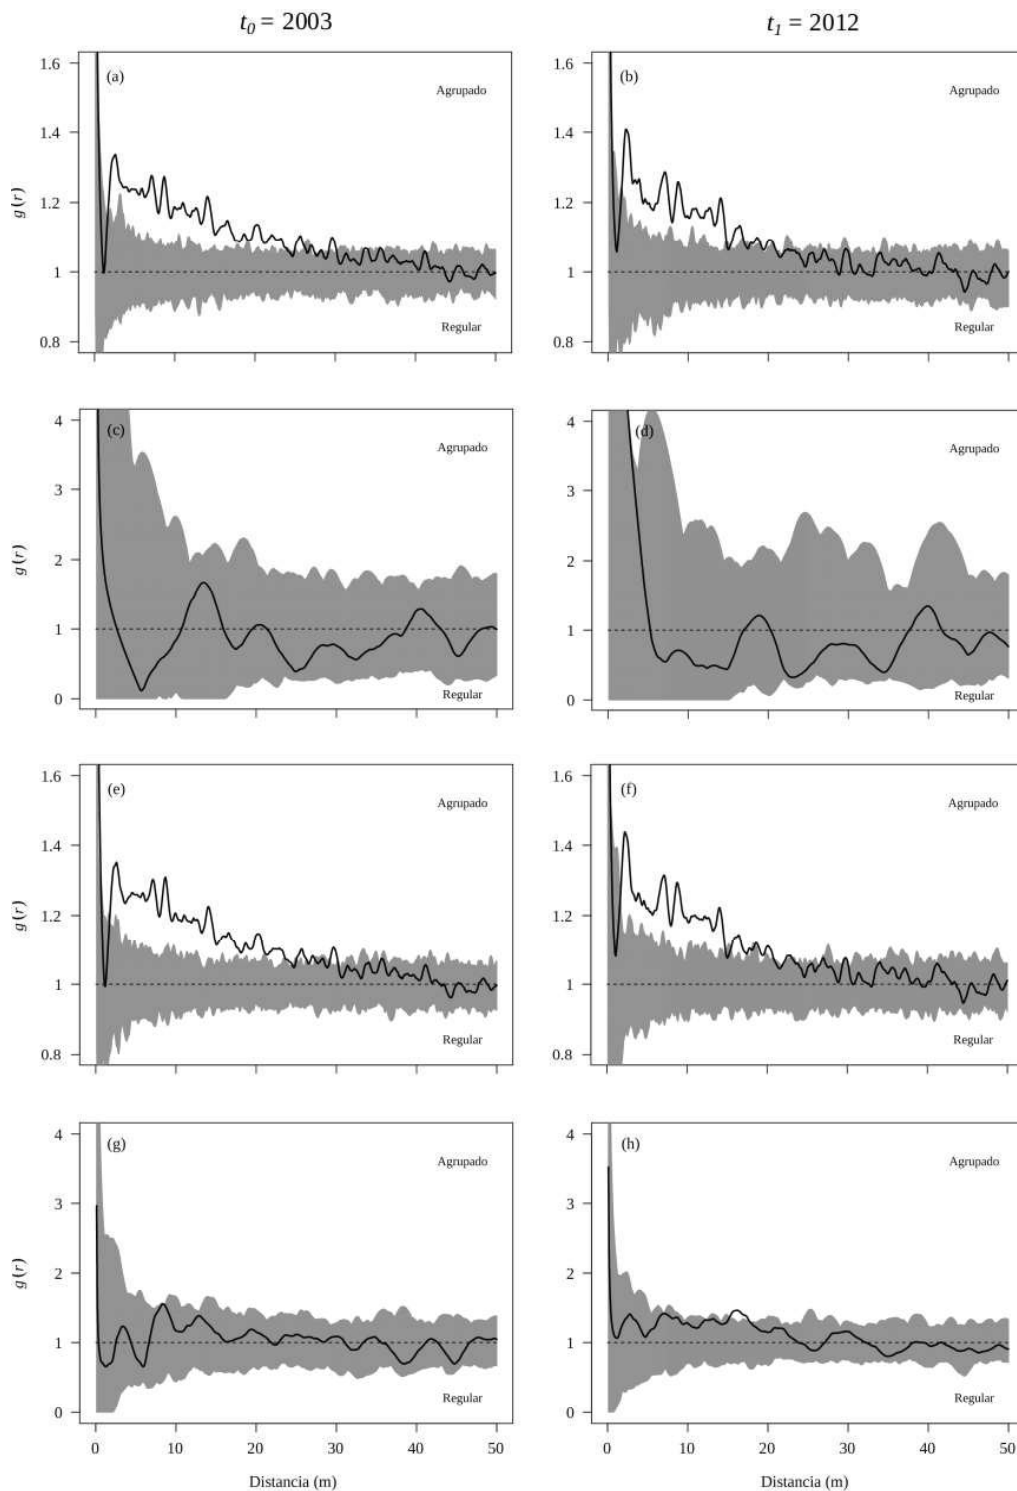 t0 = 2003
t1 = 2012
(a)
Agrupado
1.6
1.4
1.2
1
0.8
g (r)
Regular
(b)
Agrupado
1.6
1.4
1.2
1
0.8
Regular
(c)
Agrupado
4
3
2
1
0
g (r)
Regular
(d)
Agrupado
4
3
2
1
0
Regular
(e)
Agrupado
1.6
1.4
1.2
1
0.8
g (r)
Regular
(f)
Agrupado
1.6
1.4
1.2
1
0.8
Regular
(g)
Agrupado
4
3
2
1
0
g (r)
Regular
0 10 20 30 40 50
Distancia (m)
(h)
Agrupado
4
3
2
1
0
Regular
0 10 20 30 40 50
Distancia (m)